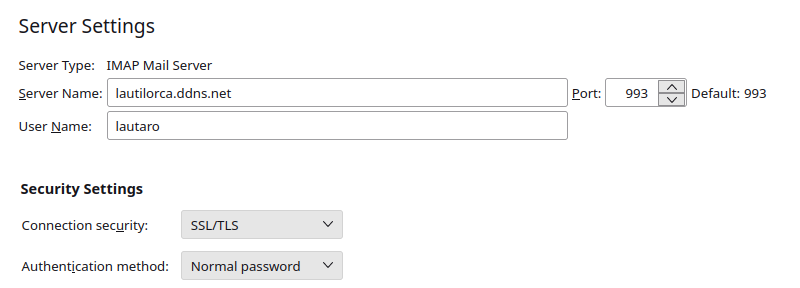 Server Settings
Server Type: IMAP Mail Server
Server Name: lautilorca.ddns.net Port: 993 Default: 993
User Name: lautaro
Security Settings
Connection security: SSL/TLS
Authentication method: Normal password